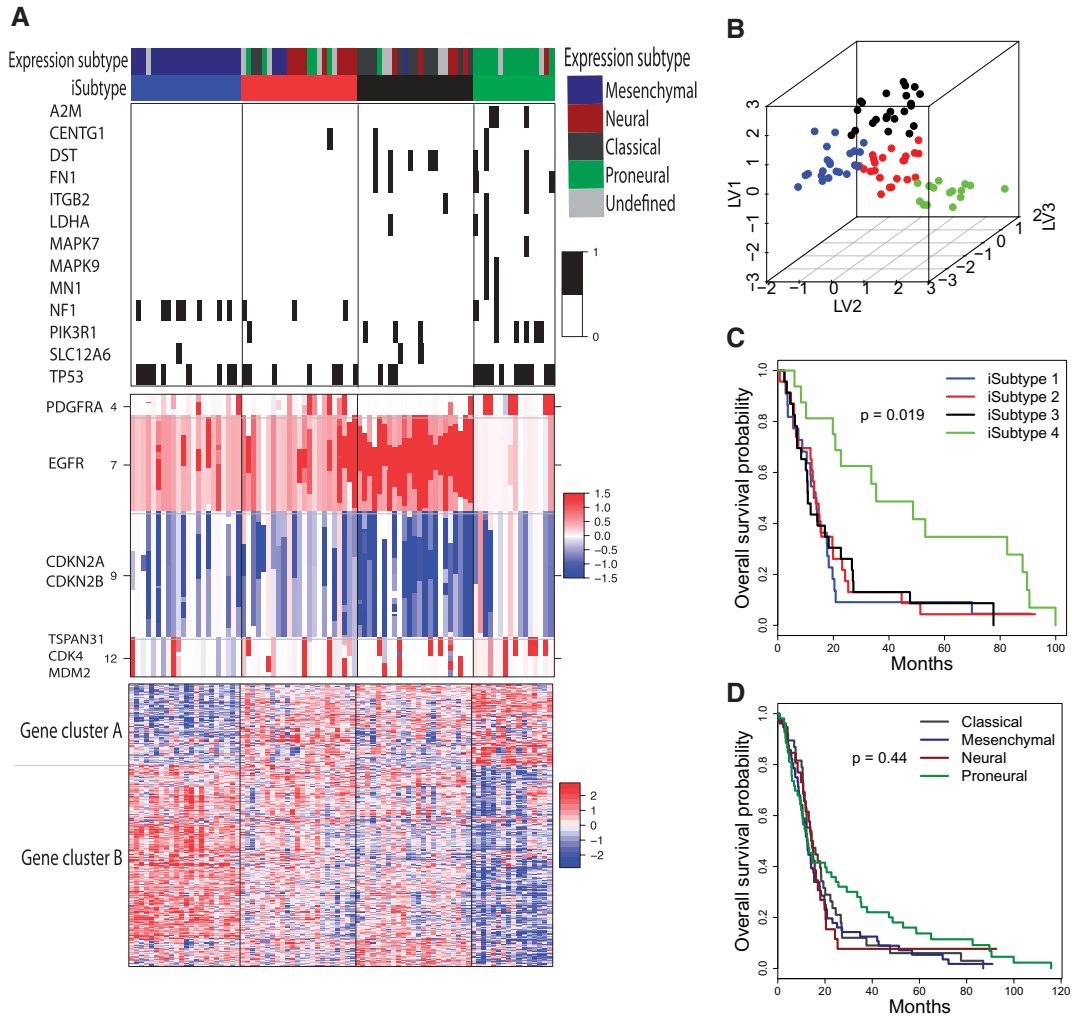 A
Expression subtype
iSubtype
Expression subtype
Mesenchymal
Neural
Classical
Proneural
Undefined
A2M
CENTG1
DST
FN1
ITGB2
LDHA
MAPK7
MAPK9
MN1
NF1
PIK3R1
SLC12A6
TP53
1
0
PDGFRA 4
EGFR 7
CDKN2A
CDKN2B 9
TSPAN31
CDK4 12
MDM2
1.5
1.0
0.5
0.0
−0.5
−1.0
−1.5
Gene cluster A
Gene cluster B
2
1
0
−1
−2
B
3
2
1
0
−1
−2
−3
LV1
−2
−1
0
1
2
3
LV2
−3
−2
−1
0
1
2
LV3
C
1.0
0.8
0.6
0.4
0.2
0.0
Overall survival probability
p = 0.019
iSubtype 1
iSubtype 2
iSubtype 3
iSubtype 4
0 20 40 60 80 100
Months
D
1.0
0.8
0.6
0.4
0.2
0.0
Overall survival probability
p = 0.44
Classical
Mesenchymal
Neural
Proneural
0 20 40 60 80 100 120
Months